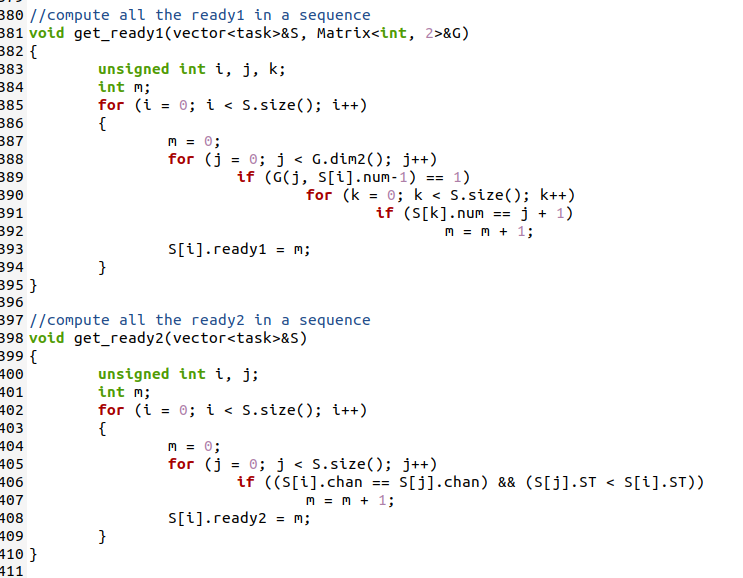 380 //compute all the ready1 in a sequence
381 void get_ready1(vector<task>&S, Matrix<int, 2>&G)
382 {
383         unsigned int i, j, k;
384         int m;
385         for (i = 0; i < S.size(); i++)
386         {
387                 m = 0;
388                 for (j = 0; j < G.dim2(); j++)
389                         if (G(j, S[i].num-1) == 1)
390                                 for (k = 0; k < S.size(); k++)
391                                         if (S[k].num == j + 1)
392                                                 m = m + 1;
393                 S[i].ready1 = m;
394         }
395 }
396
397 //compute all the ready2 in a sequence
398 void get_ready2(vector<task>&S)
399 {
400         unsigned int i, j;
401         int m;
402         for (i = 0; i < S.size(); i++)
403         {
404                 m = 0;
405                 for (j = 0; j < S.size(); j++)
406                         if ((S[i].chan == S[j].chan) && (S[j].ST < S[i].ST))
407                                 m = m + 1;
408                 S[i].ready2 = m;
409         }
410 }
411